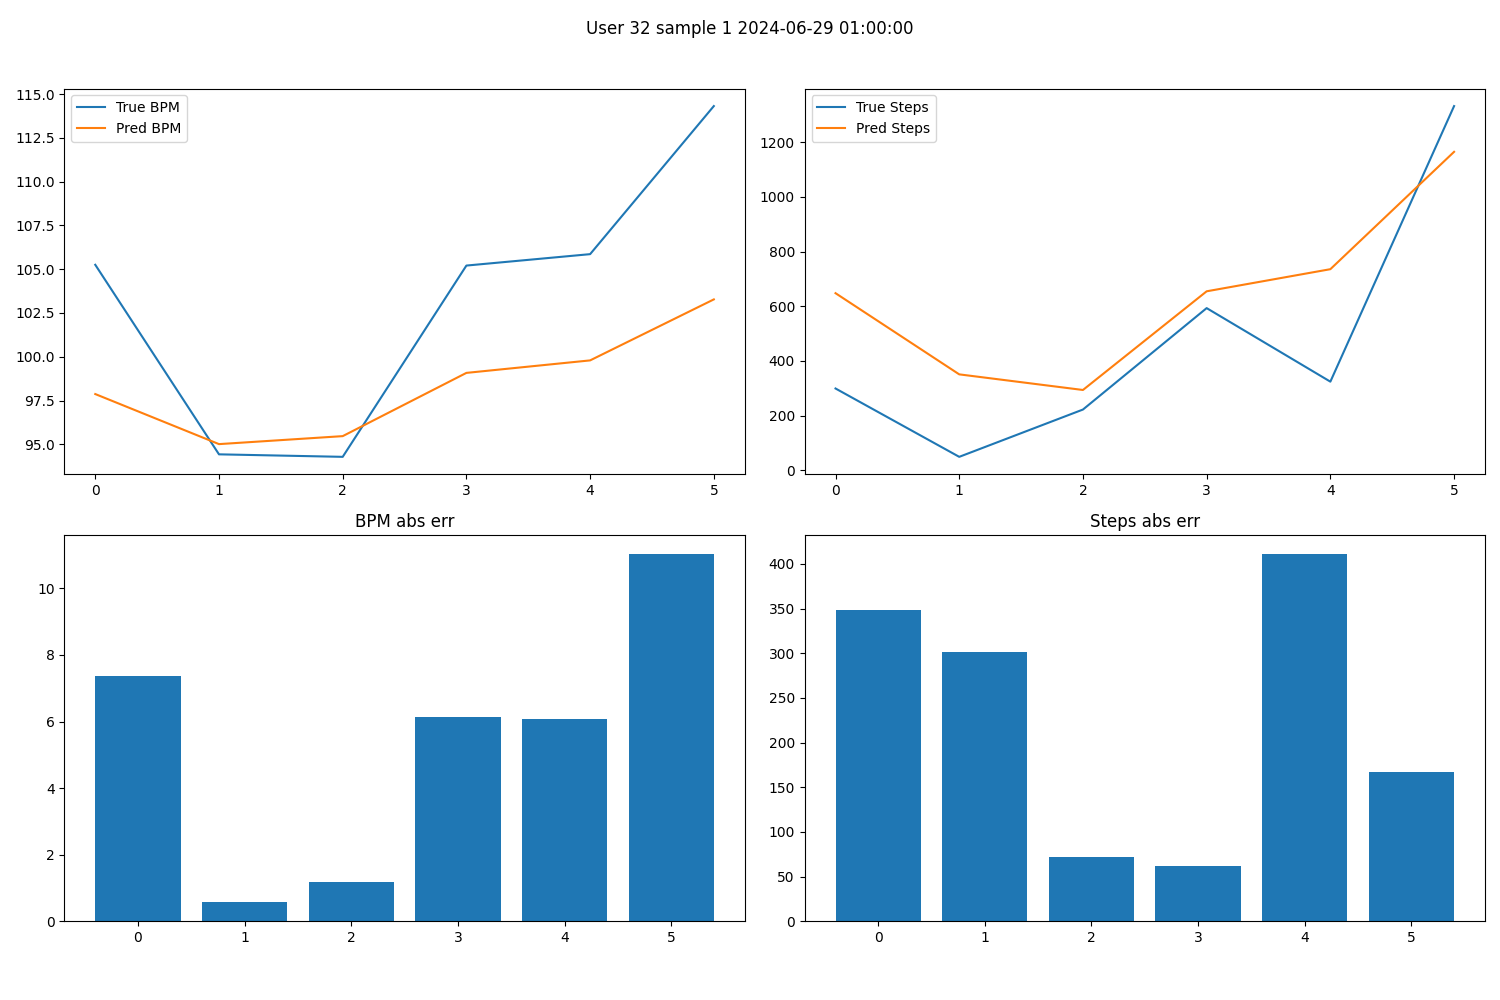 User 32 sample 1 2024-06-29 01:00:00
True BPM
Pred BPM
115.0
112.5
110.0
107.5
105.0
102.5
100.0
97.5
95.0
0 1 2 3 4 5
True Steps
Pred Steps
1200
1000
800
600
400
200
0
0 1 2 3 4 5
BPM abs err
10
8
6
4
2
0
0 1 2 3 4 5
Steps abs err
400
350
300
250
200
150
100
50
0
0 1 2 3 4 5